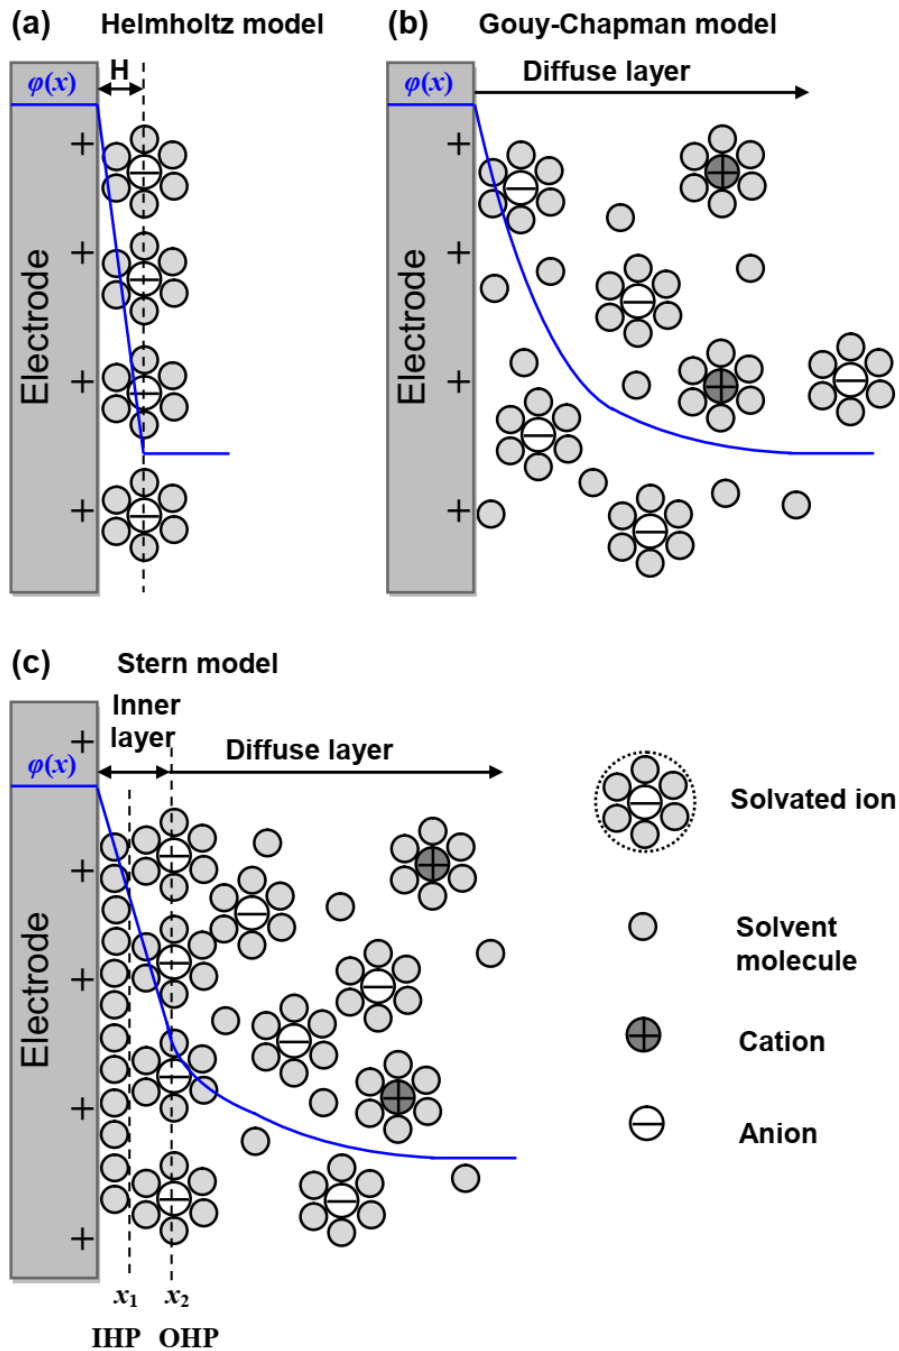 (a) Helmholtz model
H
φ(x)
+
+
+
+
Electrode
(b) Gouy-Chapman model
Diffuse layer
φ(x)
+
+
+
+
Electrode
(c) Stern model
Inner
layer
Diffuse layer
φ(x)
+
+
+
+
+
Electrode
x₁
x₂
IHP
OHP
Solvated ion
Solvent
molecule
Cation
Anion